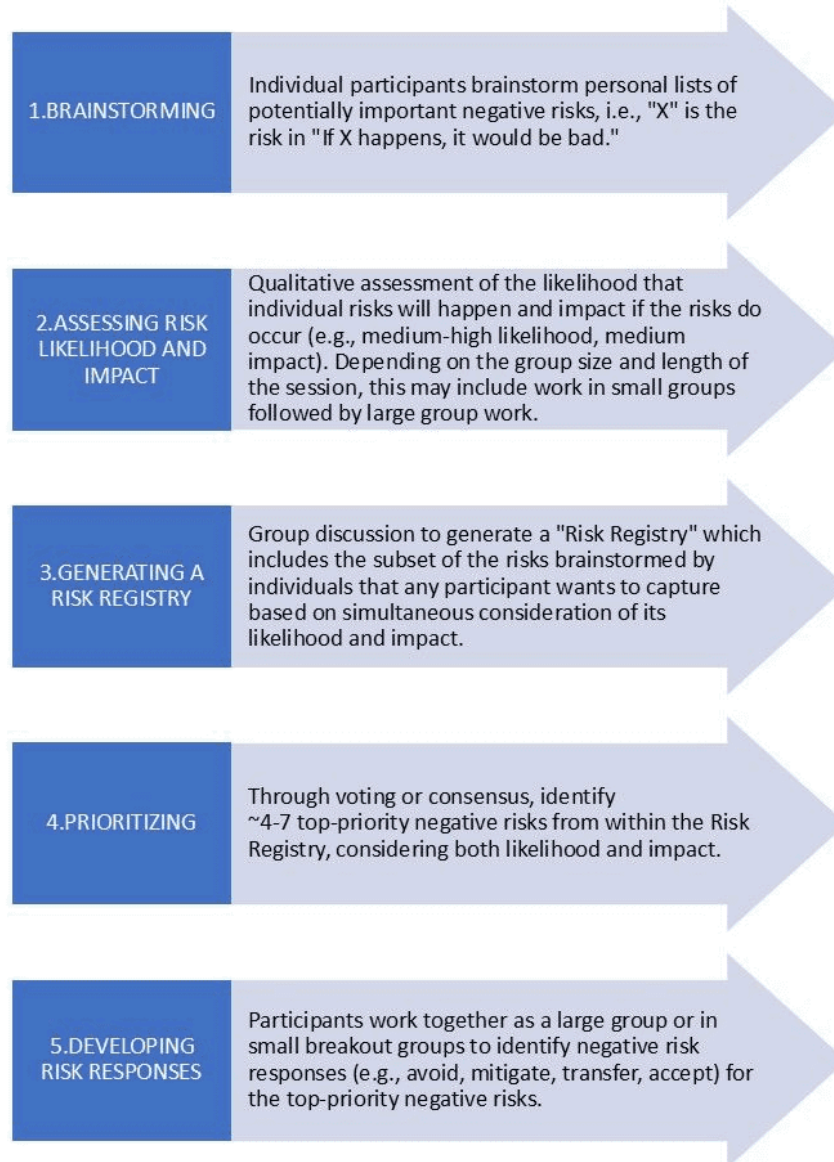 1.BRAINSTORMING
Individual participants brainstorm personal lists of
potentially important negative risks, i.e., "X" is the
risk in "If X happens, it would be bad."
2.ASSESSING RISK
LIKELIHOOD AND
IMPACT
Qualitative assessment of the likelihood that
individual risks will happen and impact if the risks do
occur (e.g., medium-high likelihood, medium
impact). Depending on the group size and length of
the session, this may include work in small groups
followed by large group work.
3.GENERATING A
RISK REGISTRY
Group discussion to generate a "Risk Registry" which
includes the subset of the risks brainstormed by
individuals that any participant wants to capture
based on simultaneous consideration of its
likelihood and impact.
4.PRIORITIZING
Through voting or consensus, identify
~4-7 top-priority negative risks from within the Risk
Registry, considering both likelihood and impact.
5.DEVELOPING
RISK RESPONSES
Participants work together as a large group or in
small breakout groups to identify negative risk
responses (e.g., avoid, mitigate, transfer, accept) for
the top-priority negative risks.